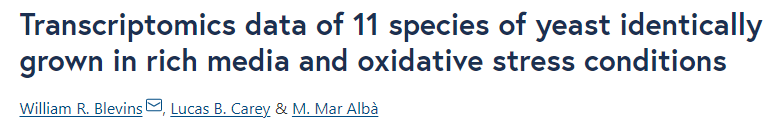 Transcriptomics data of 11 species of yeast identically
grown in rich media and oxidative stress conditions
William R. Blevins, Lucas B. Carey & M. Mar Albà